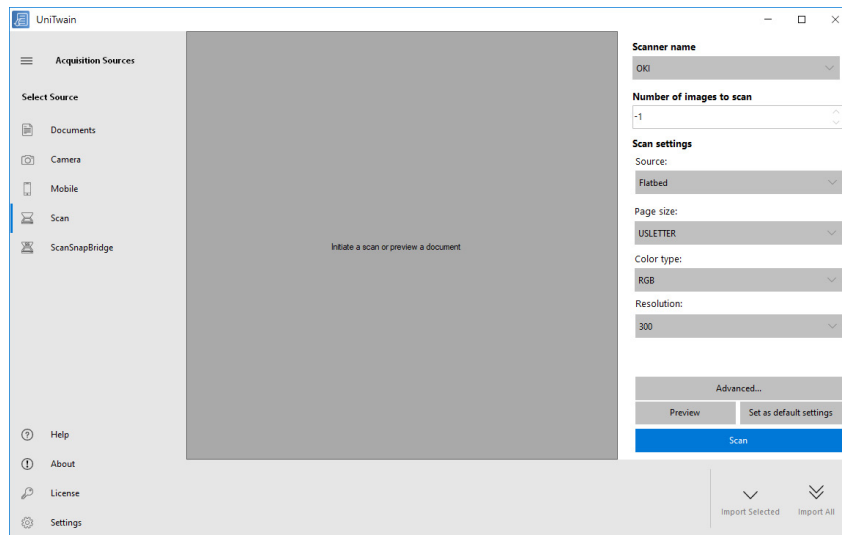 UniTwain
Acquisition Sources
Select Source
Documents
Camera
Mobile
Scan
ScanSnapBridge
Help
About
License
Settings
Initiate a scan or preview a document
Scanner name
OKI
Number of images to scan
-1
Scan settings
Source:
Flatbed
Page size:
USLETTER
Color type:
RGB
Resolution:
300
Advanced...
Preview Set as default settings
Scan
Import Selected Import All